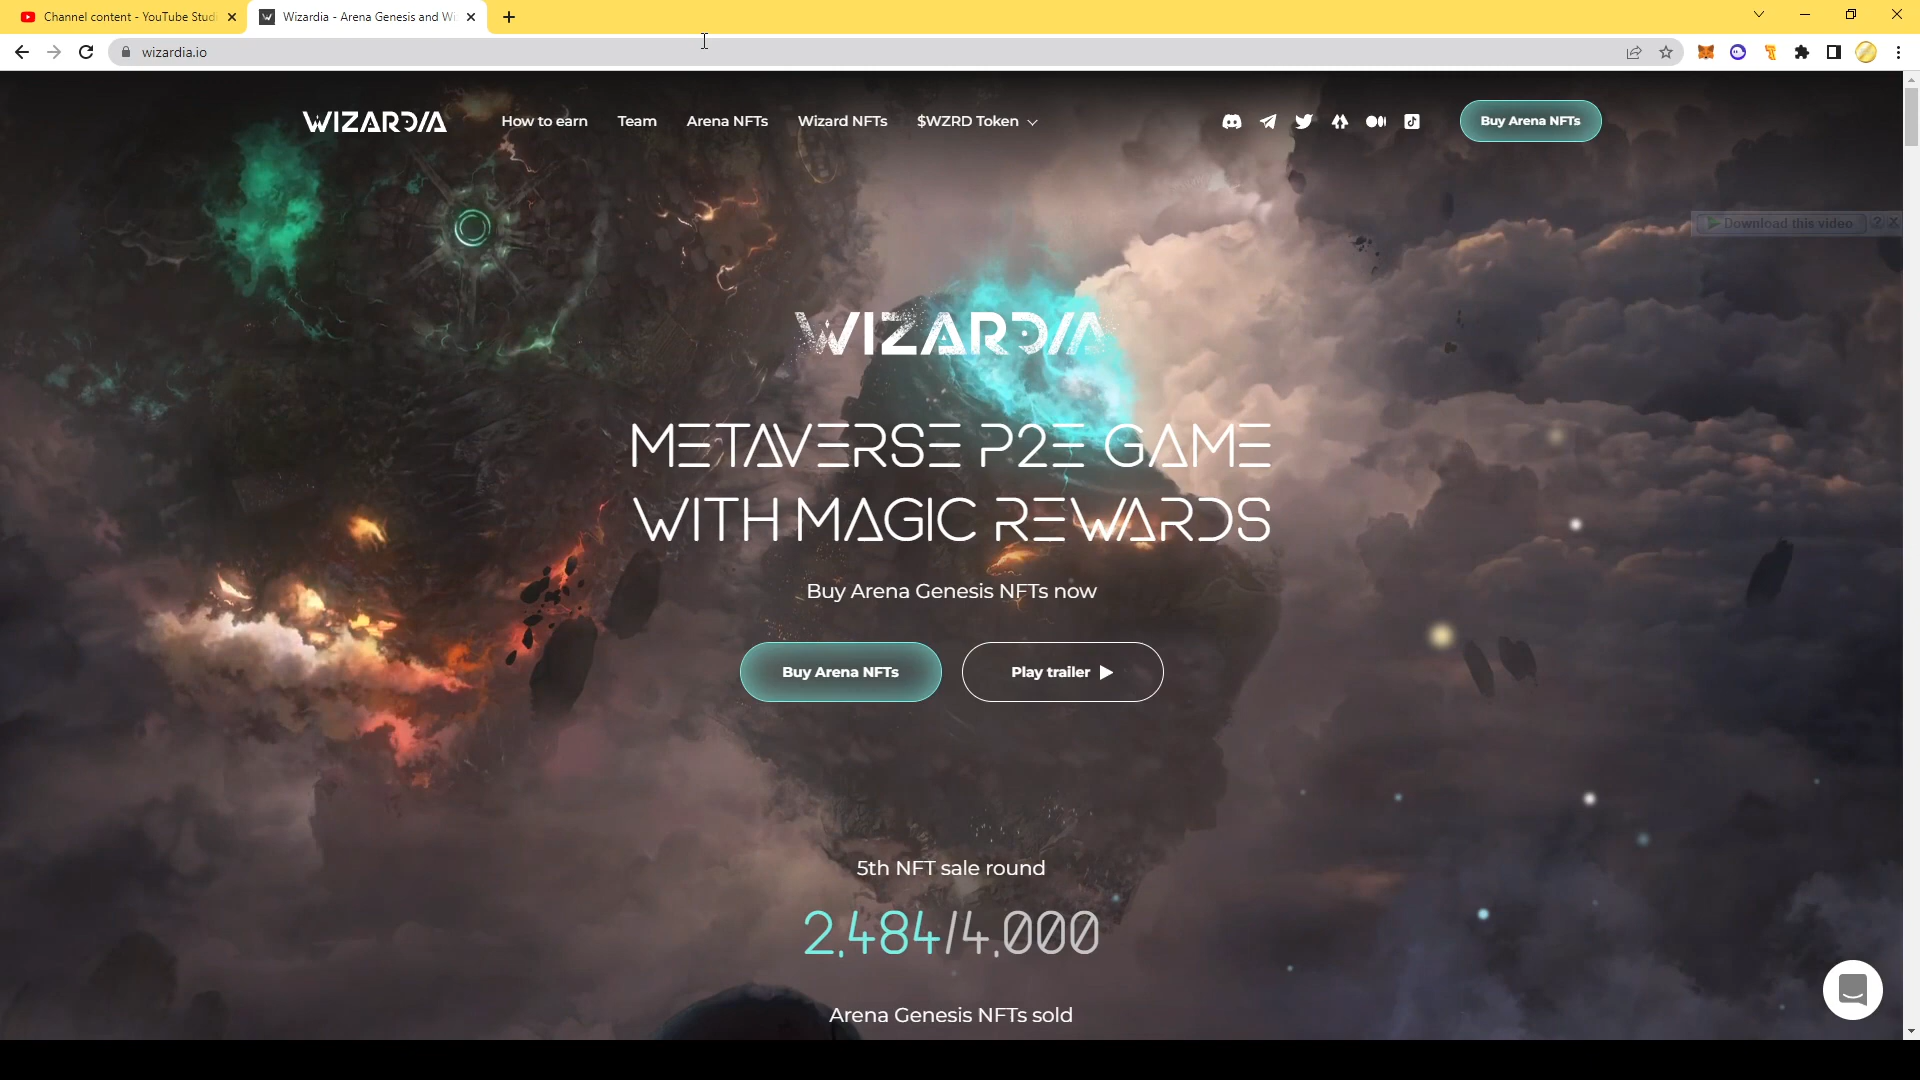 Channel content - YouTube Studi
Wizardia - Arena Genesis and Wi
wizardia.io
WIZARDIA
How to earn
Team
Arena NFTs
Wizard NFTs
$WZRD Token
Buy Arena NFTs
Download this video
?
WIZARDIA
METAVERSE P2E GAME
WITH MAGIC REWARDS
Buy Arena Genesis NFTs now
Buy Arena NFTs
Play trailer
5th NFT sale round
2,484/4,000
Arena Genesis NFTs sold